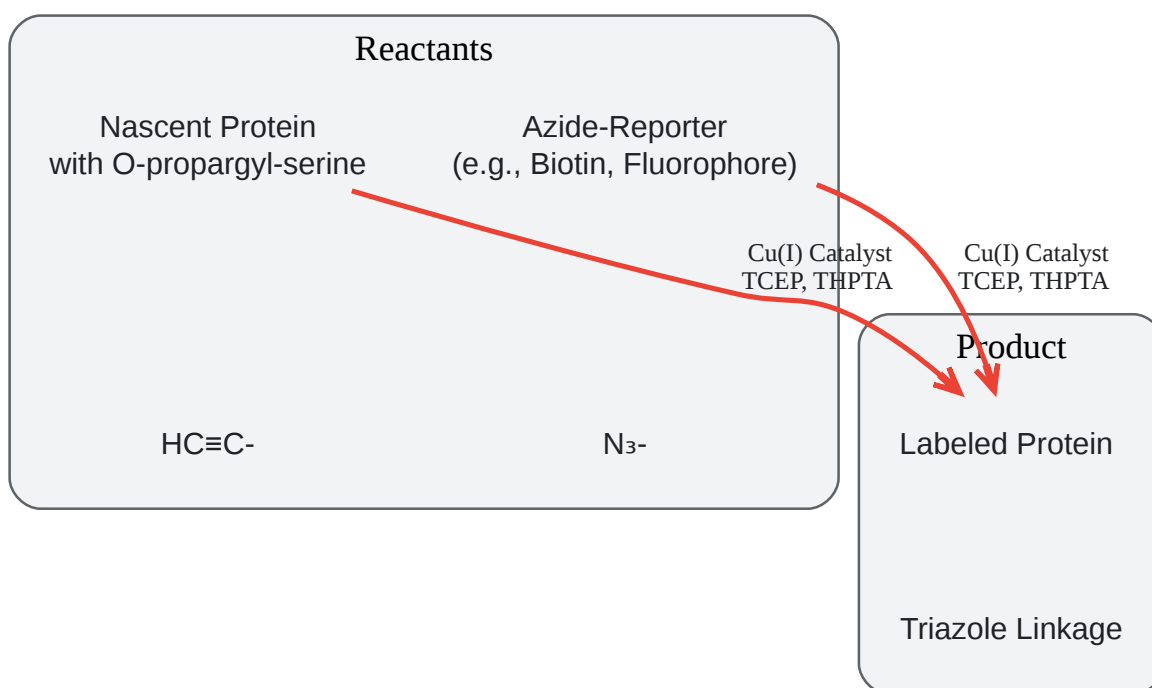 Reactants
Nascent Protein
with O-propargyl-serine
Azide-Reporter
(e.g., Biotin, Fluorophore)
Cu(I) Catalyst
TCEP, THPTA
Cu(I) Catalyst
TCEP, THPTA
HC≡C-
N₃-
Product
Labeled Protein
Triazole Linkage